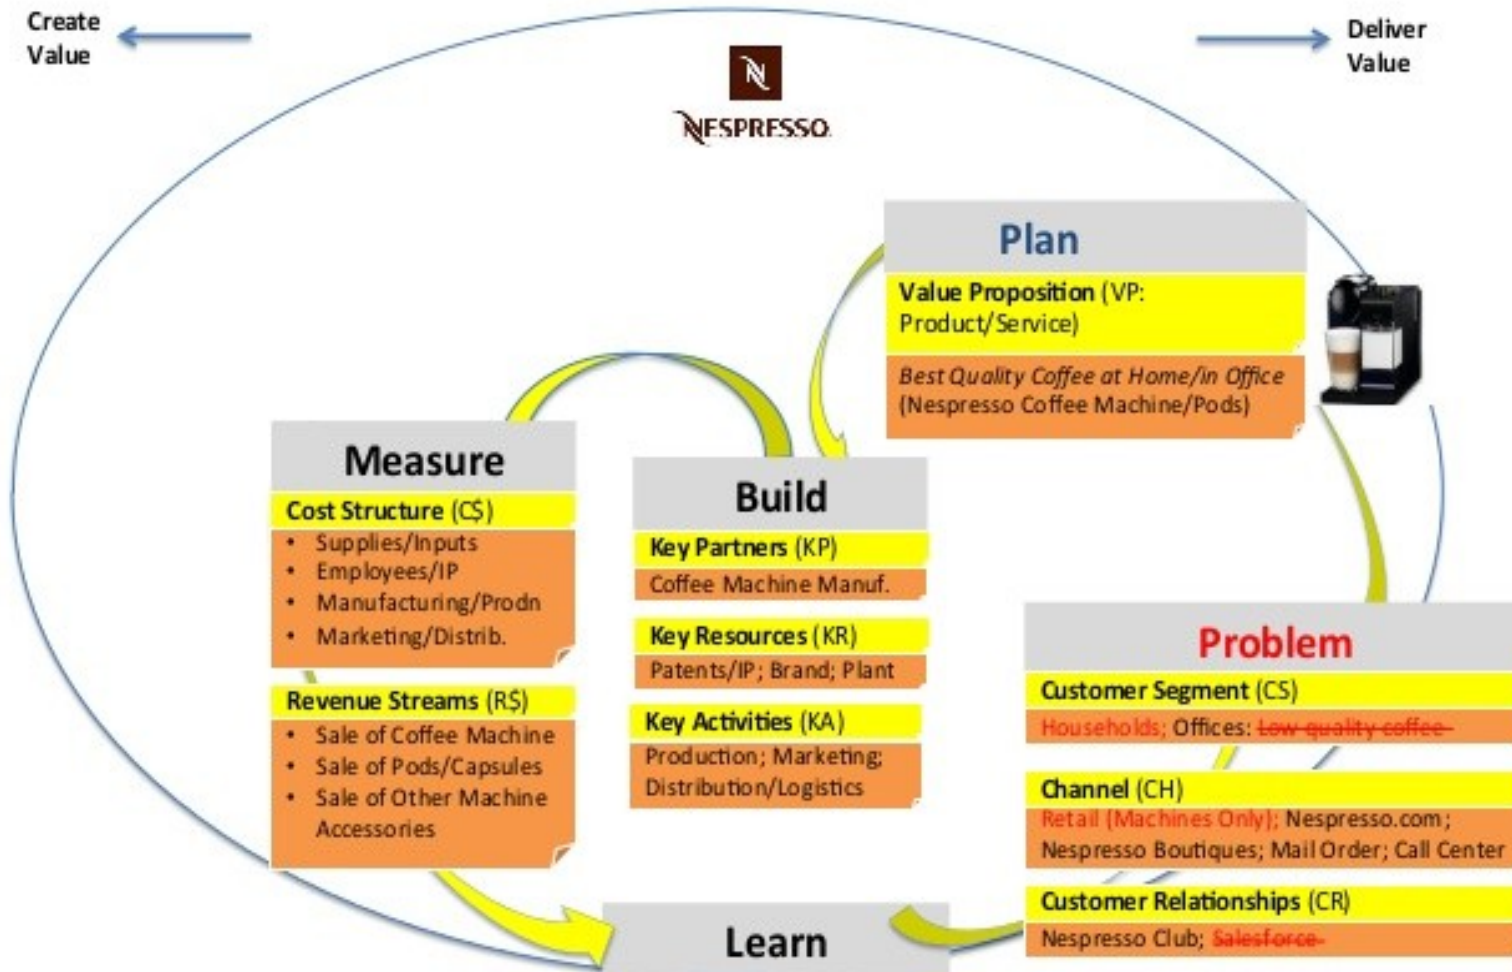 Create
Value
Deliver
Value
N
NESPRESSO
Plan
Value Proposition (VP:
Product/Service)
Best Quality Coffee at Home/in Office
(Nespresso Coffee Machine/Pods)
Measure
Cost Structure (C$)
• Supplies/Inputs
• Employees/IP
• Manufacturing/Prodn
• Marketing/Distrib.
Revenue Streams (R$)
• Sale of Coffee Machine
• Sale of Pods/Capsules
• Sale of Other Machine
Accessories
Build
Key Partners (KP)
Coffee Machine Manuf.
Key Resources (KR)
Patents/IP; Brand; Plant
Key Activities (KA)
Production; Marketing;
Distribution/Logistics
Problem
Customer Segment (CS)
Households; Offices: Low quality coffee
Channel (CH)
Retail (Machines Only); Nespresso.com;
Nespresso Boutiques; Mail Order; Call Center
Customer Relationships (CR)
Nespresso Club; Salesforce
Learn